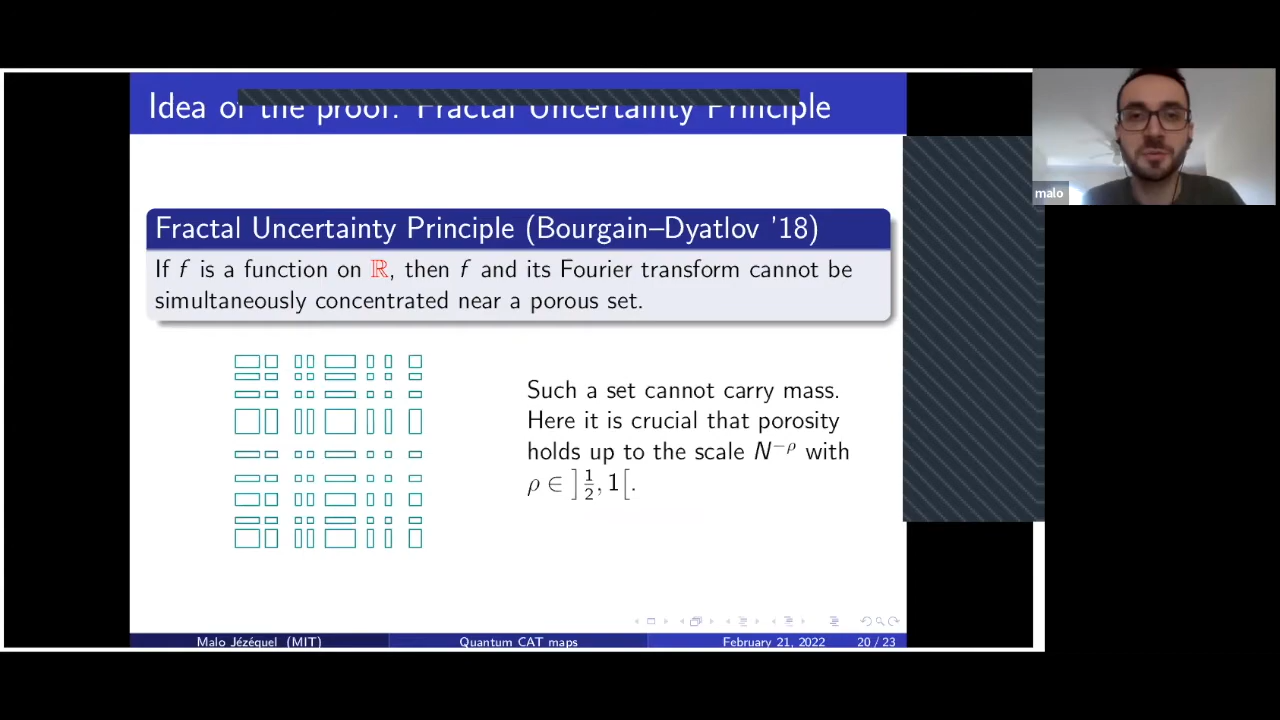 Idea of the proof: Fractal Uncertainty Principle
malo
Fractal Uncertainty Principle (Bourgain–Dyatlov '18)
If f is a function on ℝ, then f and its Fourier transform cannot be
simultaneously concentrated near a porous set.
Such a set cannot carry mass.
Here it is crucial that porosity
holds up to the scale N^{−ρ} with
ρ ∈ ]1/2, 1[.
Malo Jézéquel (MIT) Quantum CAT maps February 21, 2022 20 / 23